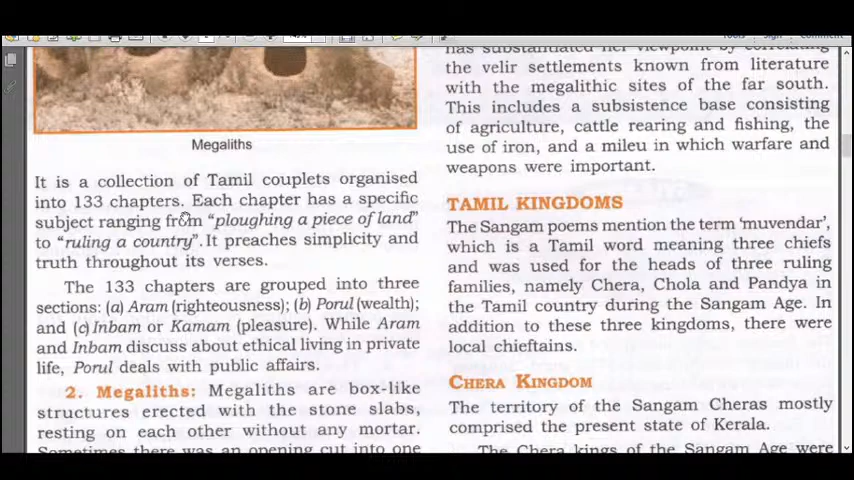 Tools
Sign
Comment
Megaliths
It is a collection of Tamil couplets organised
into 133 chapters. Each chapter has a specific
subject ranging from “ploughing a piece of land”
to “ruling a country”. It preaches simplicity and
truth throughout its verses.
The 133 chapters are grouped into three
sections: (a) Aram (righteousness); (b) Porul (wealth);
and (c) Inbam or Kamam (pleasure). While Aram
and Inbam discuss about ethical living in private
life, Porul deals with public affairs.
2. Megaliths: Megaliths are box-like
structures erected with the stone slabs,
resting on each other without any mortar.
Sometimes there was an opening cut into one
has substantiated her viewpoint by correlating
the velir settlements known from literature
with the megalithic sites of the far south.
This includes a subsistence base consisting
of agriculture, cattle rearing and fishing, the
use of iron, and a mileu in which warfare and
weapons were important.
TAMIL KINGDOMS
The Sangam poems mention the term ‘muvendar’,
which is a Tamil word meaning three chiefs
and was used for the heads of three ruling
families, namely Chera, Chola and Pandya in
the Tamil country during the Sangam Age. In
addition to these three kingdoms, there were
local chieftains.
CHERA KINGDOM
The territory of the Sangam Cheras mostly
comprised the present state of Kerala.
The Chera kings of the Sangam Age were